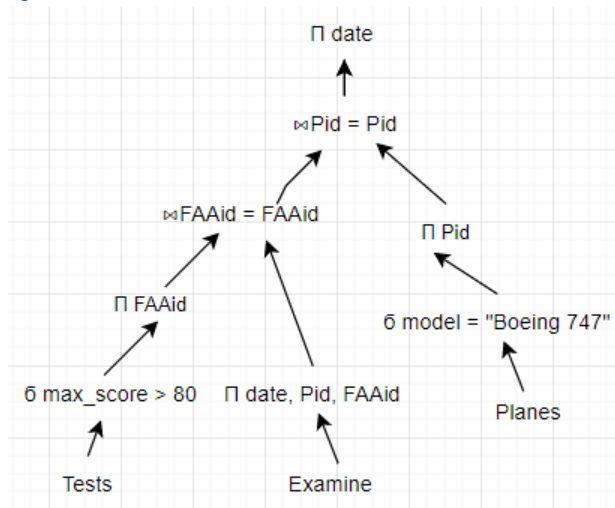 П date
⋈Pid = Pid
⋈FAAid = FAAid
П Pid
П FAAid
б model = "Boeing 747"
б max_score > 80
П date, Pid, FAAid
Planes
Tests
Examine